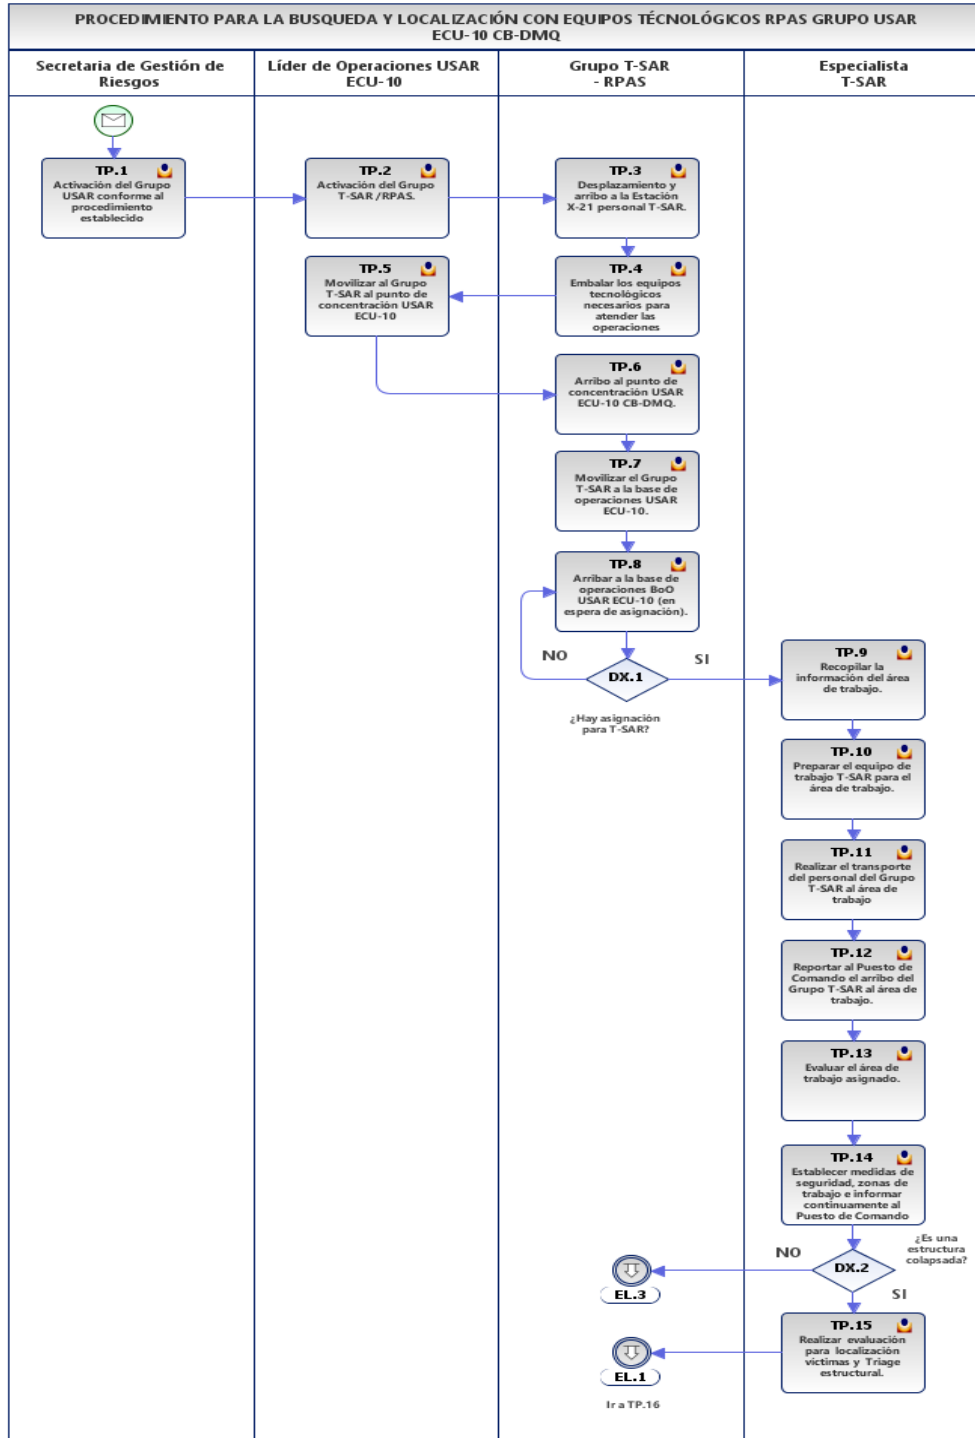 PROCEDIMIENTO PARA LA BUSQUEDA Y LOCALIZACIÓN CON EQUIPOS TÉCNOLÓGICOS RPAS GRUPO USAR
ECU-10 CB-DMQ
Secretaria de Gestión de
Riesgos
Líder de Operaciones USAR
ECU-10
Grupo T-SAR
- RPAS
Especialista
T-SAR
TP.1
Activación del Grupo
USAR conforme al
procedimiento
establecido
TP.2
Activación del Grupo
T-SAR /RPAS.
TP.3
Desplazamiento y
arribo a la Estación
X-21 personal T-SAR.
TP.5
Movilizar al Grupo
T-SAR al punto de
concentración USAR
ECU-10
TP.4
Embalar los equipos
tecnológicos
necesarios para
atender las
operaciones
TP.6
Arribo al punto de
concentración USAR
ECU-10 CB-DMQ.
TP.7
Movilizar el Grupo
T-SAR a la base de
operaciones USAR
ECU-10.
TP.8
Arribar a la base de
operaciones BoO
USAR ECU-10 (en
espera de asignación).
NO
DX.1
SI
¿Hay asignación
para T-SAR?
TP.9
Recopilar la
información del área
de trabajo.
TP.10
Preparar el equipo de
trabajo T-SAR para el
área de trabajo.
TP.11
Realizar el transporte
del personal del Grupo
T-SAR al área de
trabajo
TP.12
Reportar al Puesto de
Comando el arribo del
Grupo T-SAR al área de
trabajo.
TP.13
Evaluar el área de
trabajo asignado.
TP.14
Establecer medidas de
seguridad, zonas de
trabajo e informar
continuamente al
Puesto de Comando
¿Es una
estructura
colapsada?
NO
DX.2
SI
EL.3
TP.15
Realizar evaluación
para localización
víctimas y Triage
estructural.
EL.1
Ir a TP.16